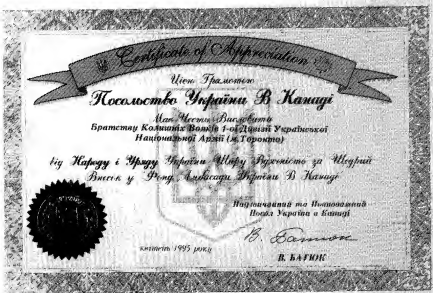 Certificate of Appreciation
Цією Грамотою
Посольство України В Канаді
Має Честь Висловити
Братству Колишніх Вояків 1-ої Дивізії Української
Національної Армії (м. Торонто)
від Народу і Уряду України Щиру Вдячність за Щедрий
Внесок у Фонд Амбасади України В Канаді
Надзвичайний та Повноважний
Посол України в Канаді
В. Батюк
квітень 1995 року
В. БАТЮК